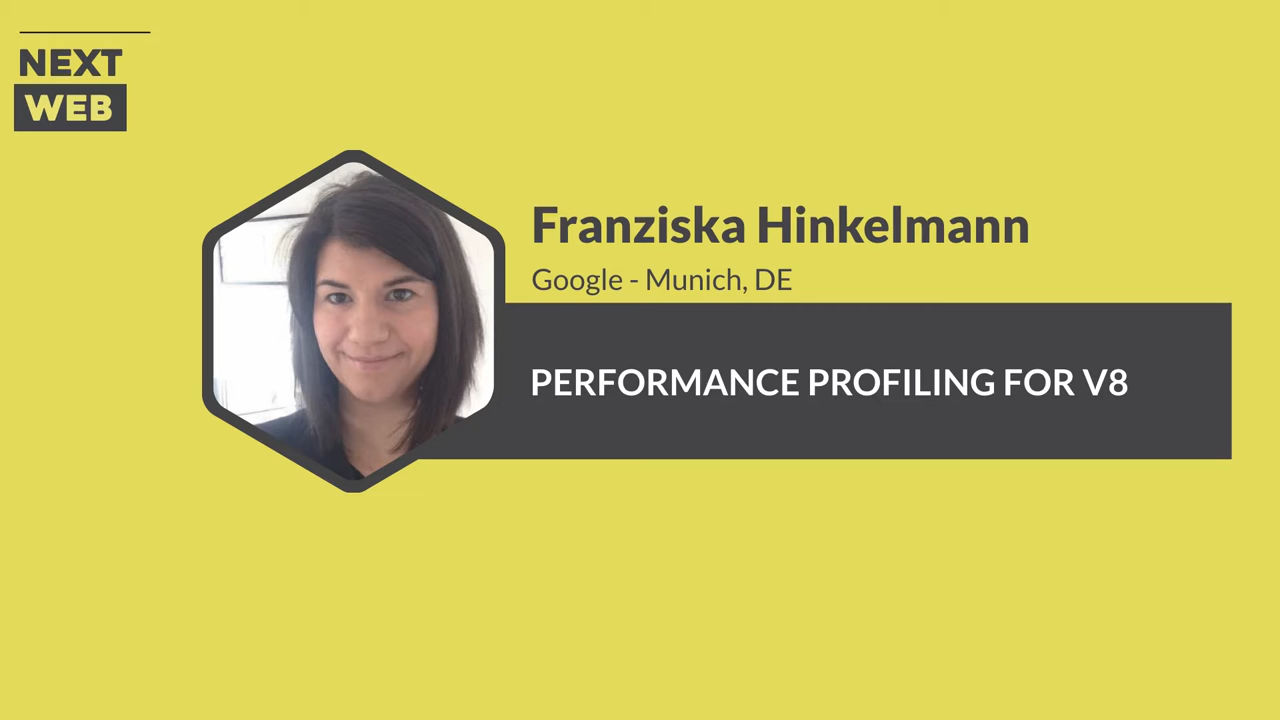 NEXT
WEB
Franziska Hinkelmann
Google - Munich, DE
PERFORMANCE PROFILING FOR V8